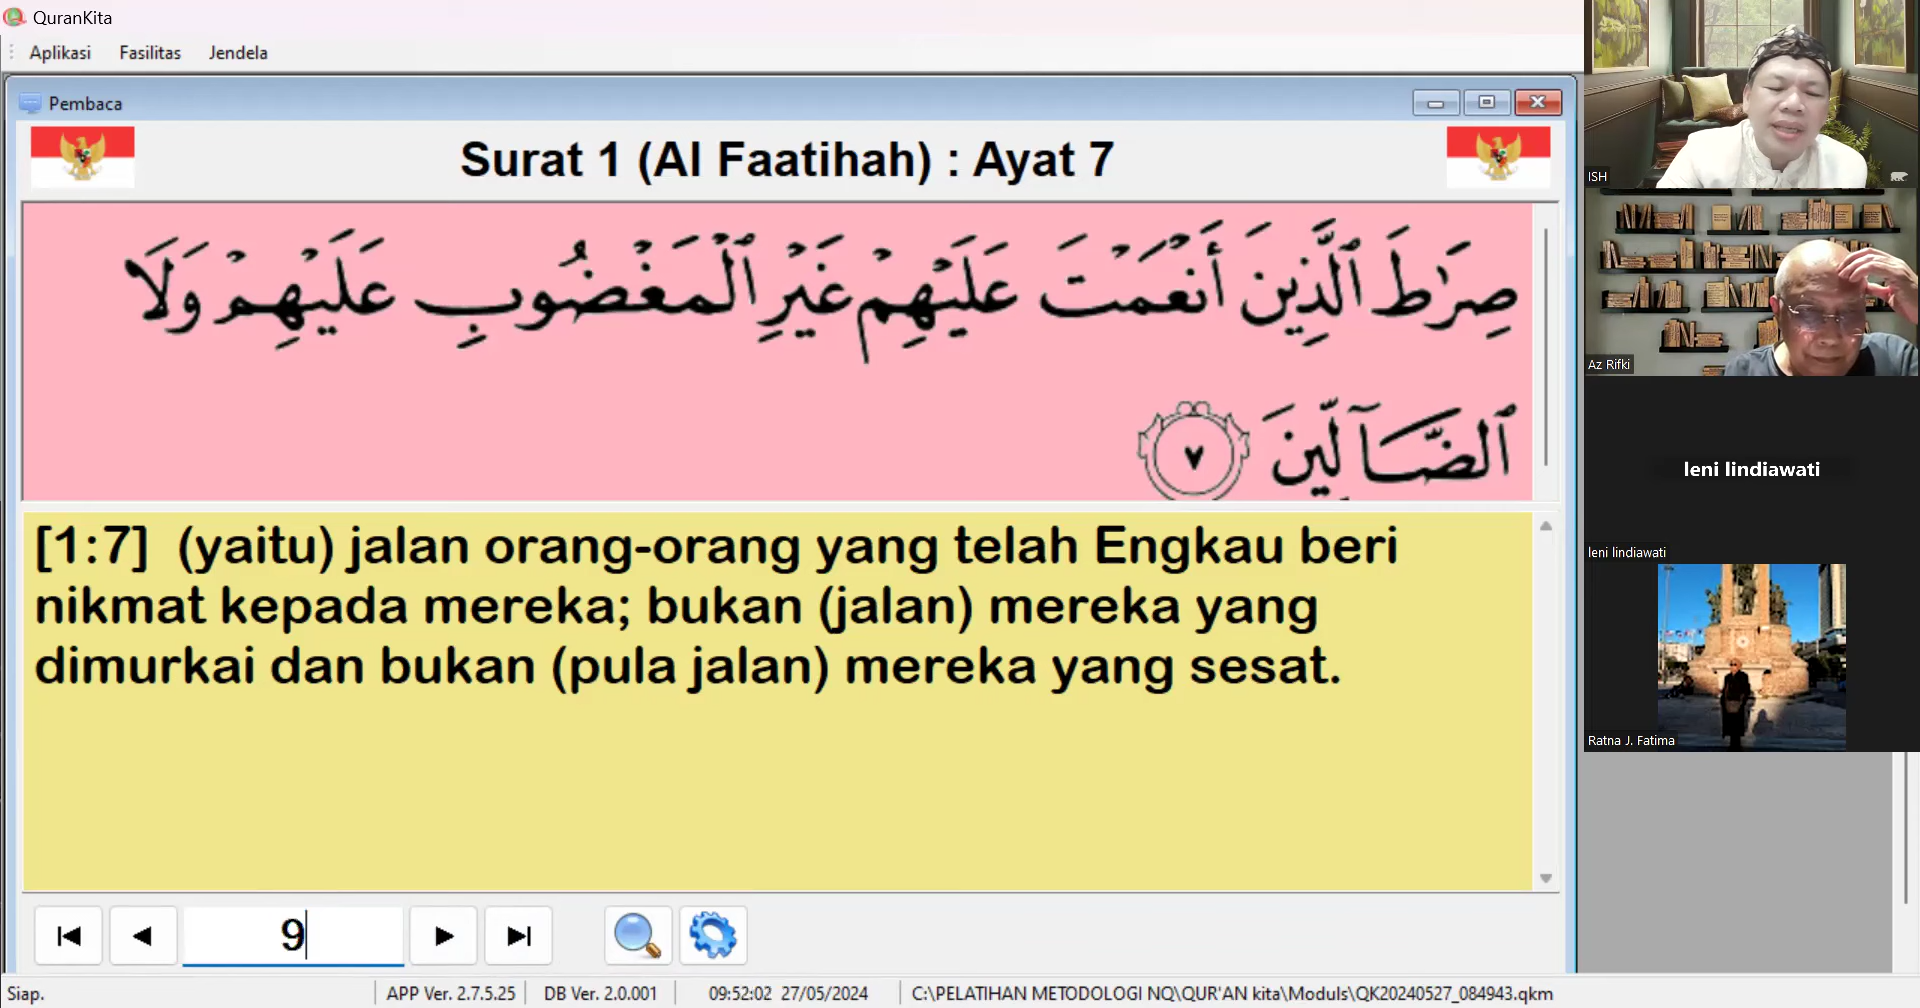 QuranKita
Aplikasi Fasilitas Jendela
Pembaca
Surat 1 (Al Faatihah) : Ayat 7
صِرَٰطَ ٱلَّذِينَ أَنْعَمْتَ عَلَيْهِمْ غَيْرِ ٱلْمَغْضُوبِ عَلَيْهِمْ وَلَا
ٱلضَّآلِّينَ ٧
[1:7] (yaitu) jalan orang-orang yang telah Engkau beri
nikmat kepada mereka; bukan (jalan) mereka yang
dimurkai dan bukan (pula jalan) mereka yang sesat.
9
Siap. APP Ver. 2.7.5.25 DB Ver. 2.0.001 09:52:02 27/05/2024 C:\PELATIHAN METODOLOGI NQ\QUR'AN kita\Moduls\QK20240527_084943.qkm
ISH
Az Rifki
leni lindiawati
leni lindiawati
Ratna J. Fatima